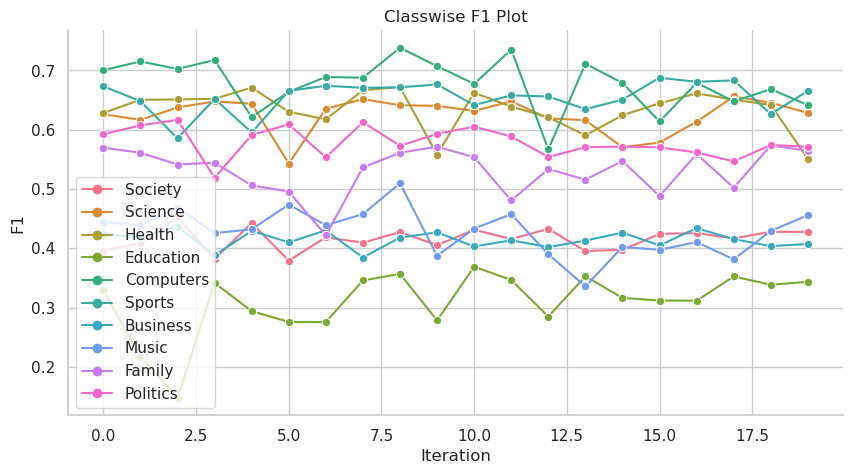 Classwise F1 Plot
F1
0.7
0.6
0.5
0.4
0.3
0.2
Society
Science
Health
Education
Computers
Sports
Business
Music
Family
Politics
0.0 2.5 5.0 7.5 10.0 12.5 15.0 17.5
Iteration